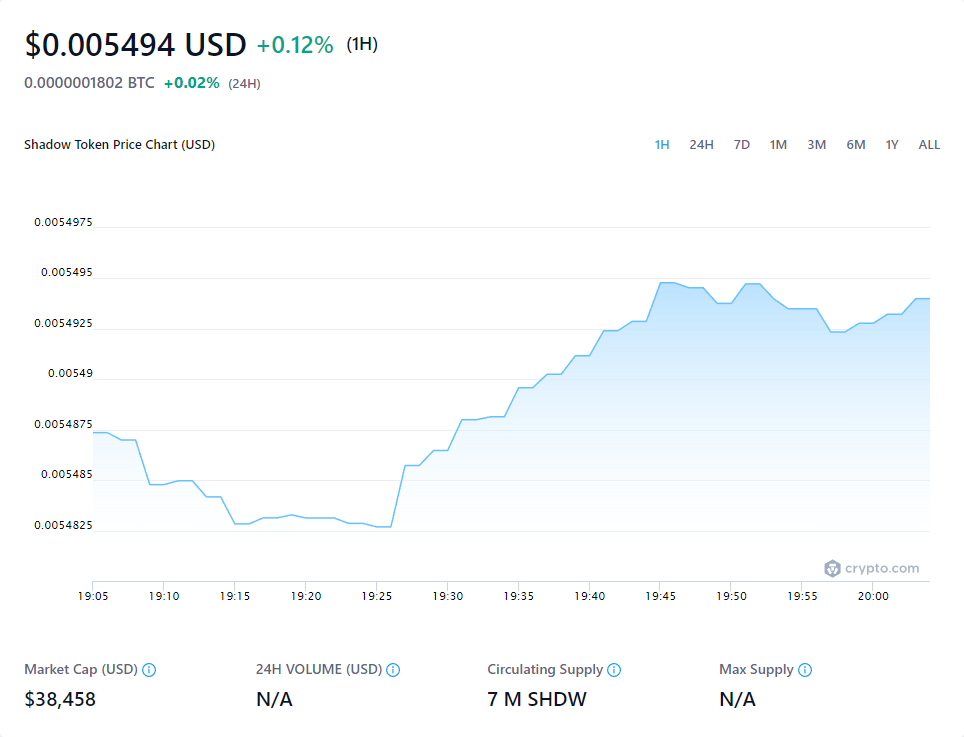 $0.005494 USD +0.12% (1H)
0.0000001802 BTC +0.02% (24H)
Shadow Token Price Chart (USD)
1H 24H 7D 1M 3M 6M 1Y ALL
0.0054975
0.005495
0.0054925
0.00549
0.0054875
0.005485
0.0054825
crypto.com
19:05 19:10 19:15 19:20 19:25 19:30 19:35 19:40 19:45 19:50 19:55 20:00
Market Cap (USD) 24H VOLUME (USD) Circulating Supply Max Supply
$38,458 N/A 7 M SHDW N/A